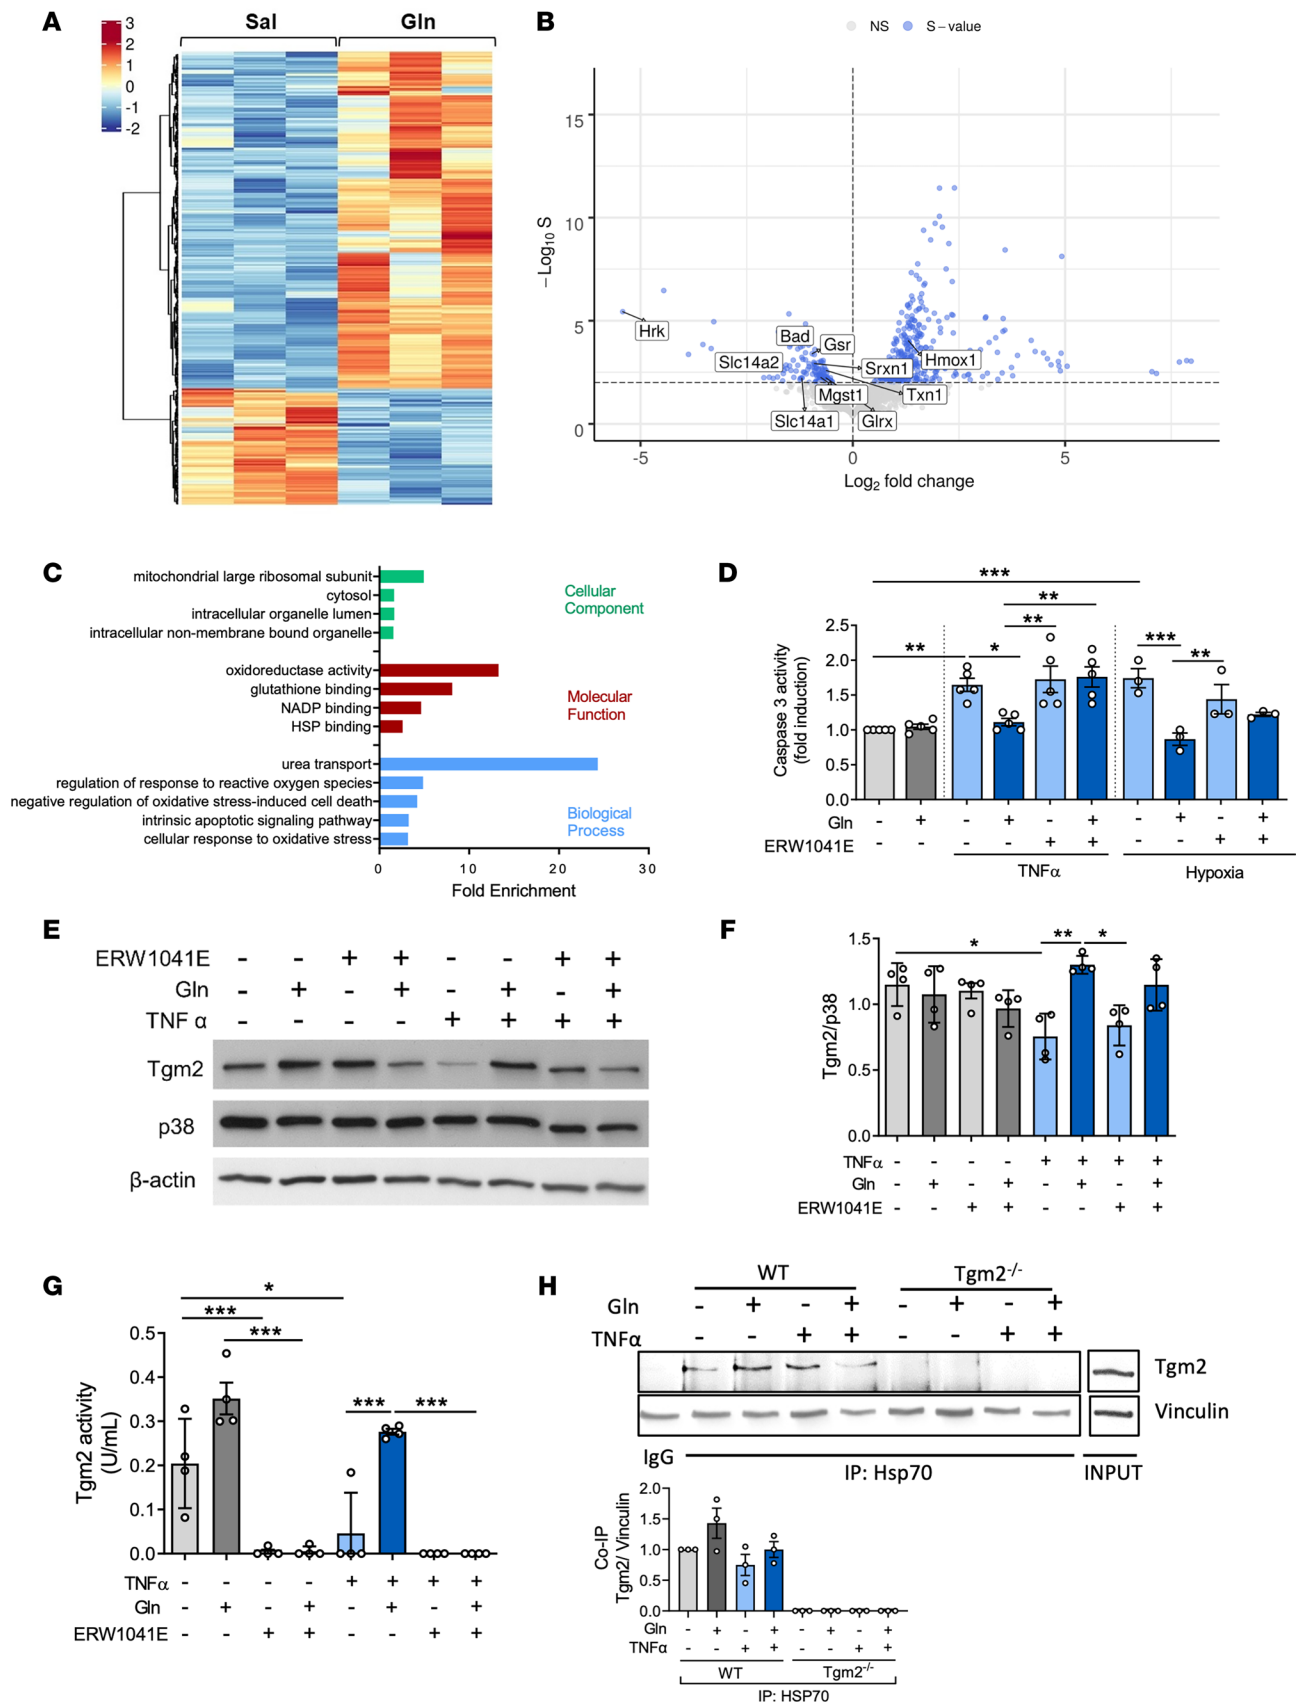 A
Sal Gln
3
2
1
0
-1
-2
B
NS S-value
-Log10 S
15
10
5
0
Hrk
Bad
Gsr
Slc14a2
Srxn1
Hmox1
Mgst1
Txn1
Slc14a1
Glrx
-5 0 5
Log2 fold change
C
mitochondrial large ribosomal subunit
cytosol
intracellular organelle lumen
intracellular non-membrane bound organelle
Cellular
Component
oxidoreductase activity
glutathione binding
NADP binding
HSP binding
Molecular
Function
urea transport
regulation of response to reactive oxygen species
negative regulation of oxidative stress-induced cell death
intrinsic apoptotic signaling pathway
cellular response to oxidative stress
Biological
Process
0 10 20 30
Fold Enrichment
D
***
**
**
** * *** **
Caspase 3 activity
(fold induction)
2.5
2.0
1.5
1.0
0.5
0.0
Gln - + - + - + - + - +
ERW1041E - - - - + + - - + +
TNFα Hypoxia
E
ERW1041E - - + + - - + +
Gln - + - + - + - +
TNF α - - - - + + + +
Tgm2
p38
β-actin
F
* ** *
Tgm2/p38
1.5
1.0
0.5
0.0
TNFα - - - - + + + +
Gln - + - + - + - +
ERW1041E - - + + - - + +
G
*
***
***
*** ***
Tgm2 activity
(U/mL)
0.5
0.4
0.3
0.2
0.1
0.0
TNFα - - - - + + + +
Gln - + - + - + - +
ERW1041E - - + + - - + +
H
WT Tgm2-/-
Gln - + - + - + - +
TNFα - - + + - - + +
Tgm2
Vinculin
IgG IP: Hsp70 INPUT
Co-IP
Tgm2/ Vinculin
2.0
1.5
1.0
0.5
0.0
Gln - + - + - + - +
TNFα - - + + - - + +
WT Tgm2-/-
IP: HSP70